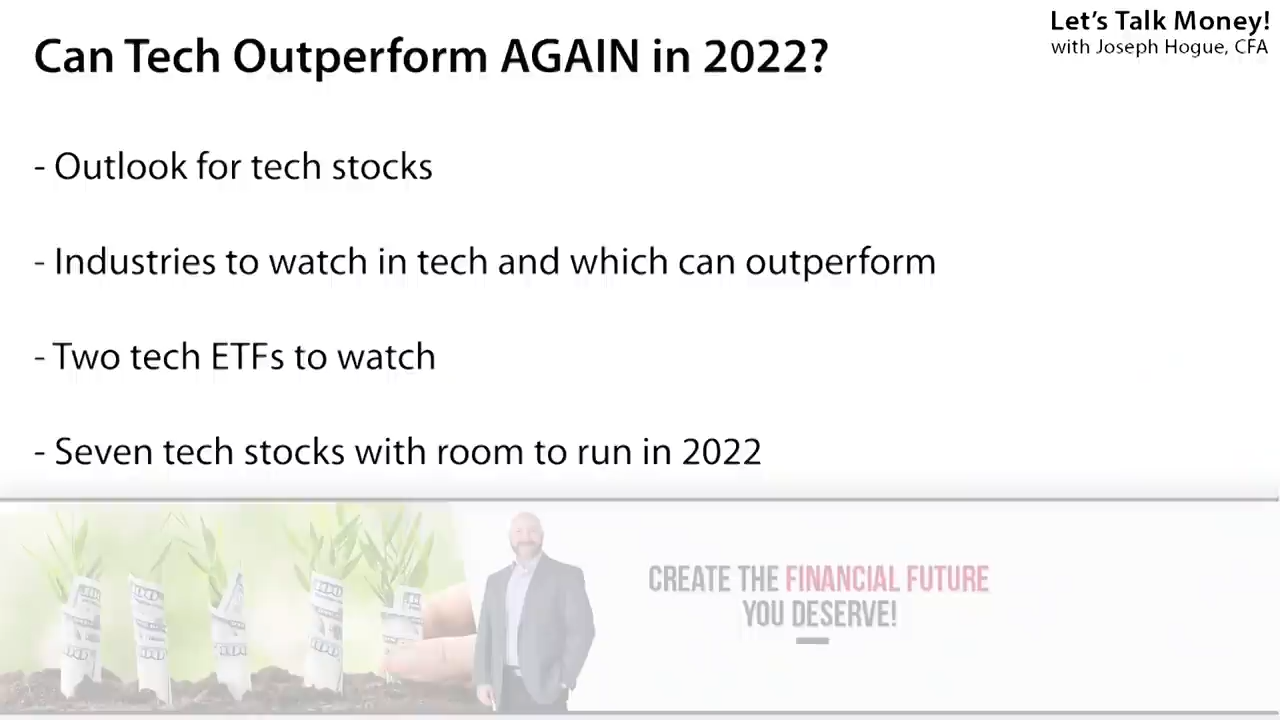 Let's Talk Money!
with Joseph Hogue, CFA
Can Tech Outperform AGAIN in 2022?
- Outlook for tech stocks
- Industries to watch in tech and which can outperform
- Two tech ETFs to watch
- Seven tech stocks with room to run in 2022
CREATE THE FINANCIAL FUTURE
YOU DESERVE!